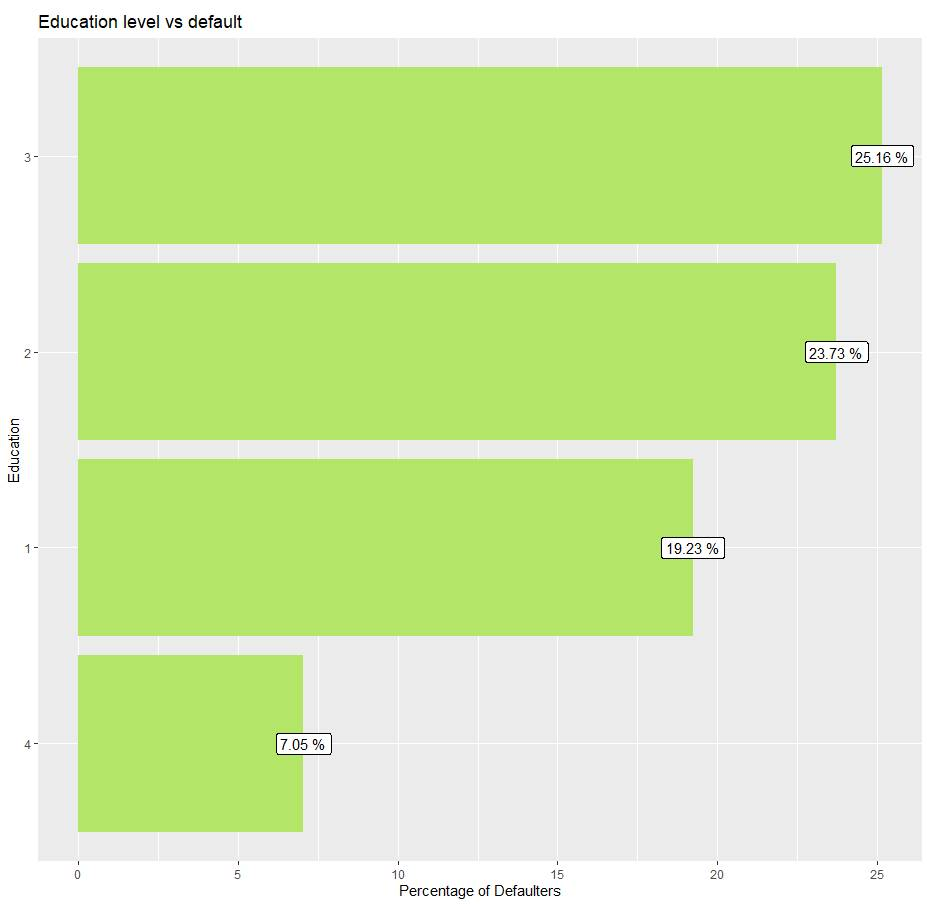 Education level vs default
Education
3
25.16 %
2
23.73 %
1
19.23 %
4
7.05 %
0 5 10 15 20 25
Percentage of Defaulters